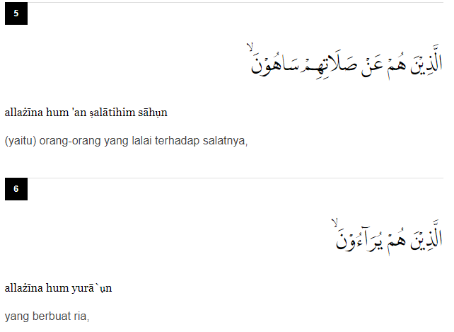 5
الَّذِيْنَ هُمْ عَنْ صَلَاتِهِمْ سَاهُوْنَۙ
allażīna hum 'an ṣalātihim sāhụn
(yaitu) orang-orang yang lalai terhadap salatnya,
6
الَّذِيْنَ هُمْ يُرَاۤءُوْنَۙ
allażīna hum yurā`ụn
yang berbuat ria,